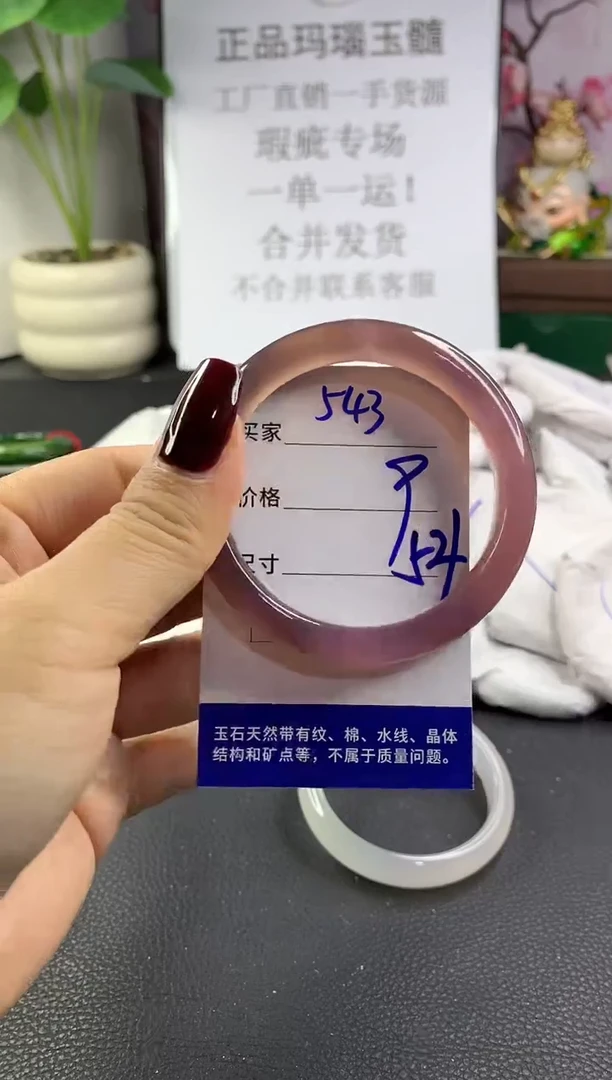 正品玛瑙玉髓
工厂直销一手货源
瑕疵专场
一单一运！
合并发货
不合并联系客服
买家 543
价格
尺寸
玉石天然带有纹、棉、水线、晶体
结构和矿点等，不属于质量问题。